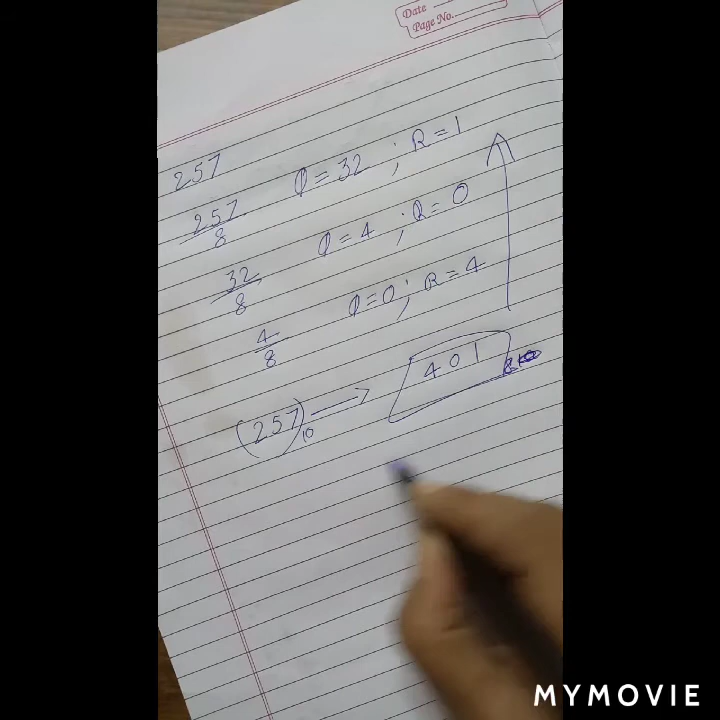 Date
Page No.
257
257/8 Q = 32 ; R = 1
32/8 Q = 4 ; R = 0
4/8 Q = 0 ; R = 4
(257)10 → 401
MYMOVIE